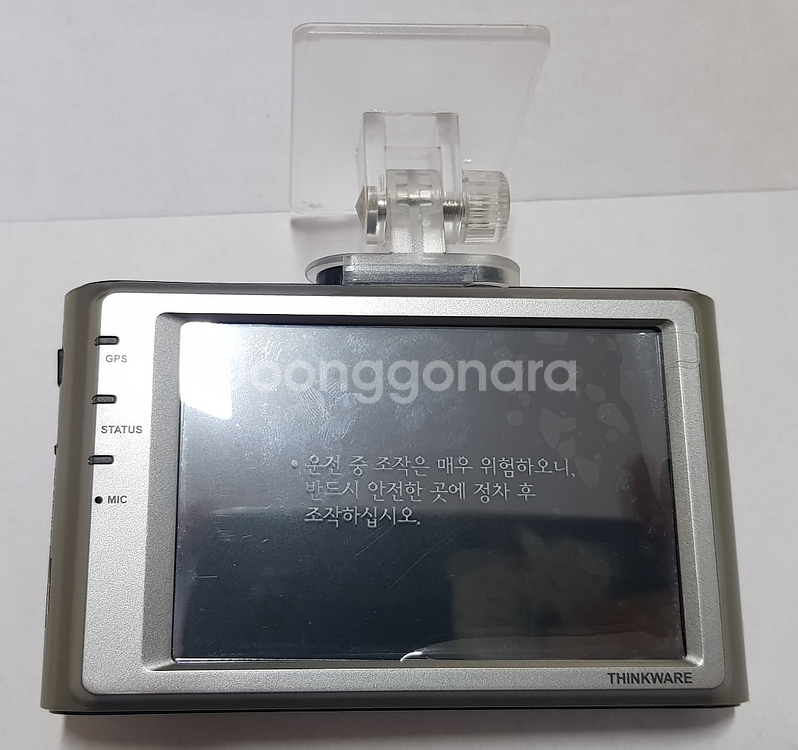 GPS
joonggonara
STATUS
• 운전 중 조작은 매우 위험하오니,
반드시 안전한 곳에 정차 후
조작하십시오.
MIC
THINKWARE